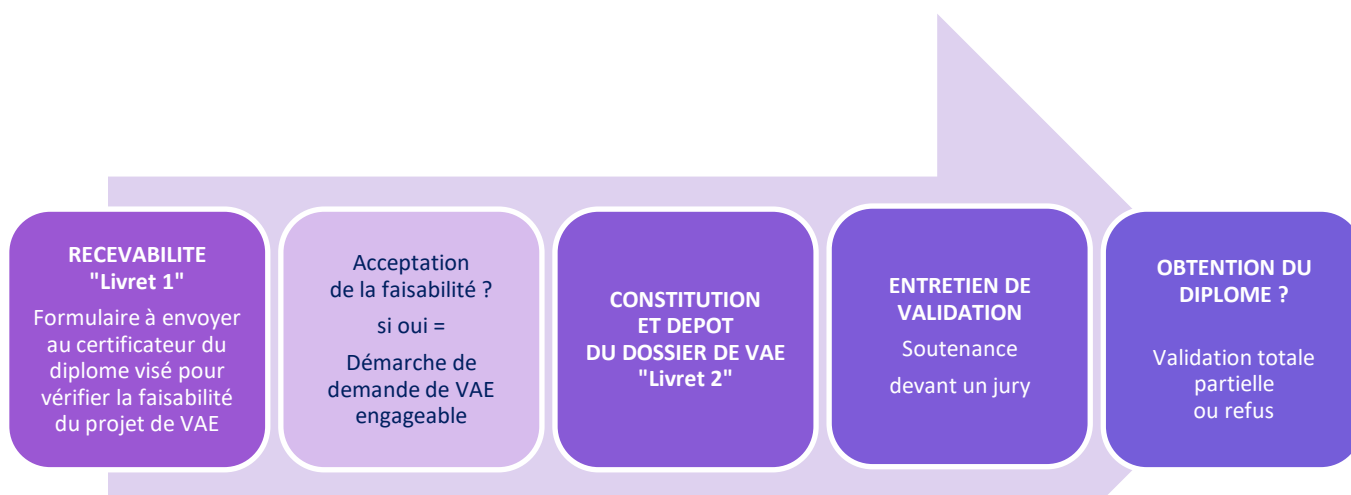 RECEVABILITE
"Livret 1"
Formulaire à envoyer
au certificateur du
diplome visé pour
vérifier la faisabilité
du projet de VAE
Acceptation
de la faisabilité ?
si oui =
Démarche de
demande de VAE
engageable
CONSTITUTION
ET DEPOT
DU DOSSIER DE VAE
"Livret 2"
ENTRETIEN DE
VALIDATION
Soutenance
devant un jury
OBTENTION DU
DIPLOME ?
Validation totale
partielle
ou refus